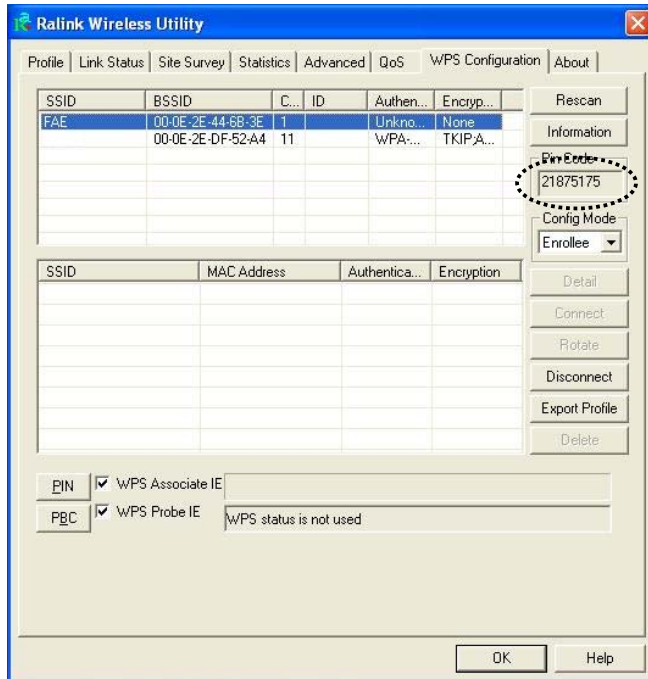 Ralink Wireless Utility
Profile Link Status Site Survey Statistics Advanced QoS WPS Configuration About
SSID BSSID C... ID Authen... Encryp...
FAE 00-0E-2E-44-6B-3E 1 Unkno... None
00-0E-2E-DF-52-A4 11 WPA-... TKIP;A...
Rescan
Information
Pin Code
21875175
Config Mode
Enrollee
SSID MAC Address Authentica... Encryption
Detail
Connect
Rotate
Disconnect
Export Profile
Delete
PIN WPS Associate IE
PBC WPS Probe IE WPS status is not used
OK Help